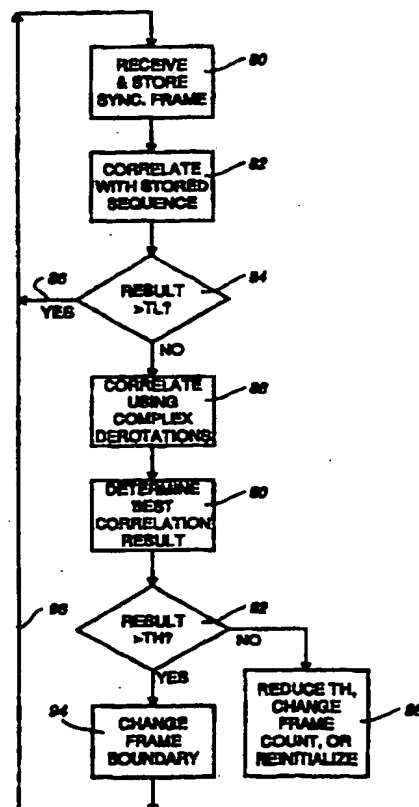 RECEIVE
& STORE
SYNC. FRAME
80
CORRELATE
WITH STORED
SEQUENCE
82
RESULT
>TL?
84
86
YES
NO
CORRELATE
USING
COMPLEX
DEROTATIONS
88
DETERMINE
BEST
CORRELATION
RESULT
90
RESULT
>TH?
92
96
NO
YES
94
CHANGE
FRAME
BOUNDARY
REDUCE TH,
CHANGE
FRAME
COUNT, OR
REINITIALIZE
98